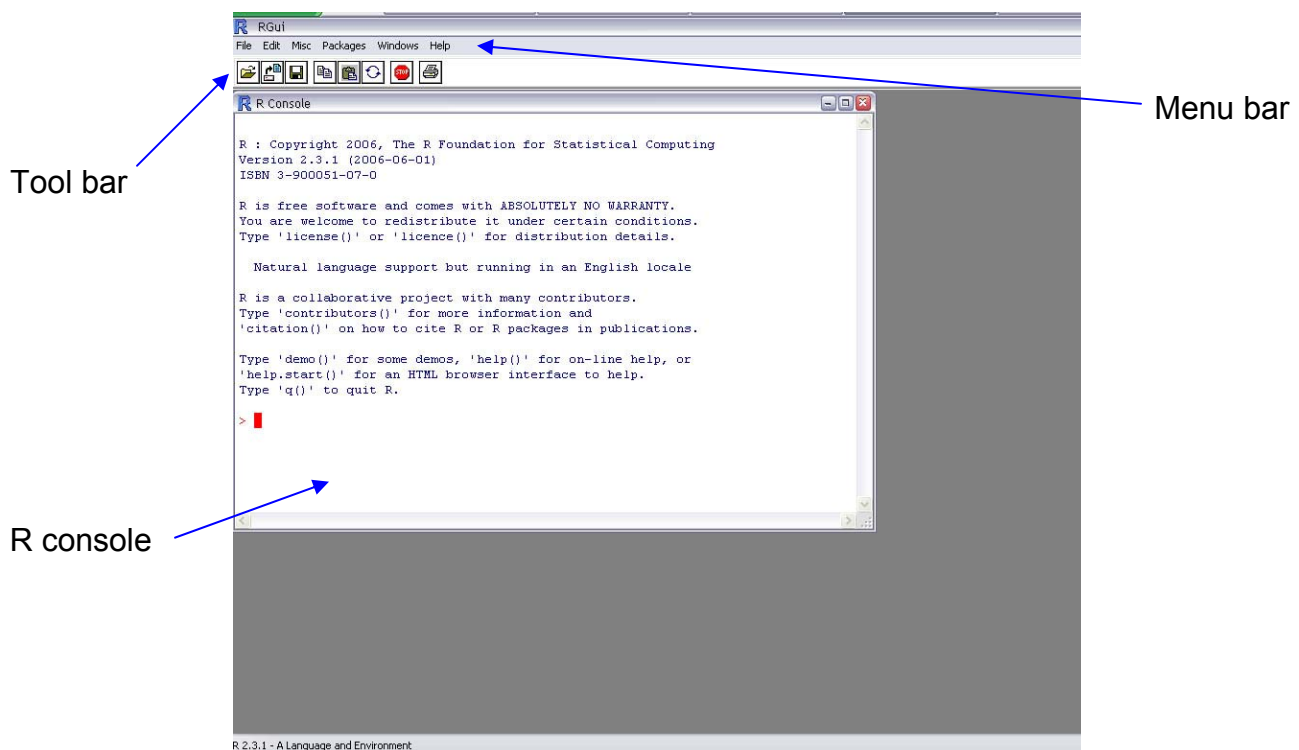 RGui
File Edit Misc Packages Windows Help
STOP
R Console
Menu bar
Tool bar
R : Copyright 2006, The R Foundation for Statistical Computing
Version 2.3.1 (2006-06-01)
ISBN 3-900051-07-0
R is free software and comes with ABSOLUTELY NO WARRANTY.
You are welcome to redistribute it under certain conditions.
Type 'license()' or 'licence()' for distribution details.
Natural language support but running in an English locale
R is a collaborative project with many contributors.
Type 'contributors()' for more information and
'citation()' on how to cite R or R packages in publications.
Type 'demo()' for some demos, 'help()' for on-line help, or
'help.start()' for an HTML browser interface to help.
Type 'q()' to quit R.
>
R console
R 2.3.1 - A Language and Environment